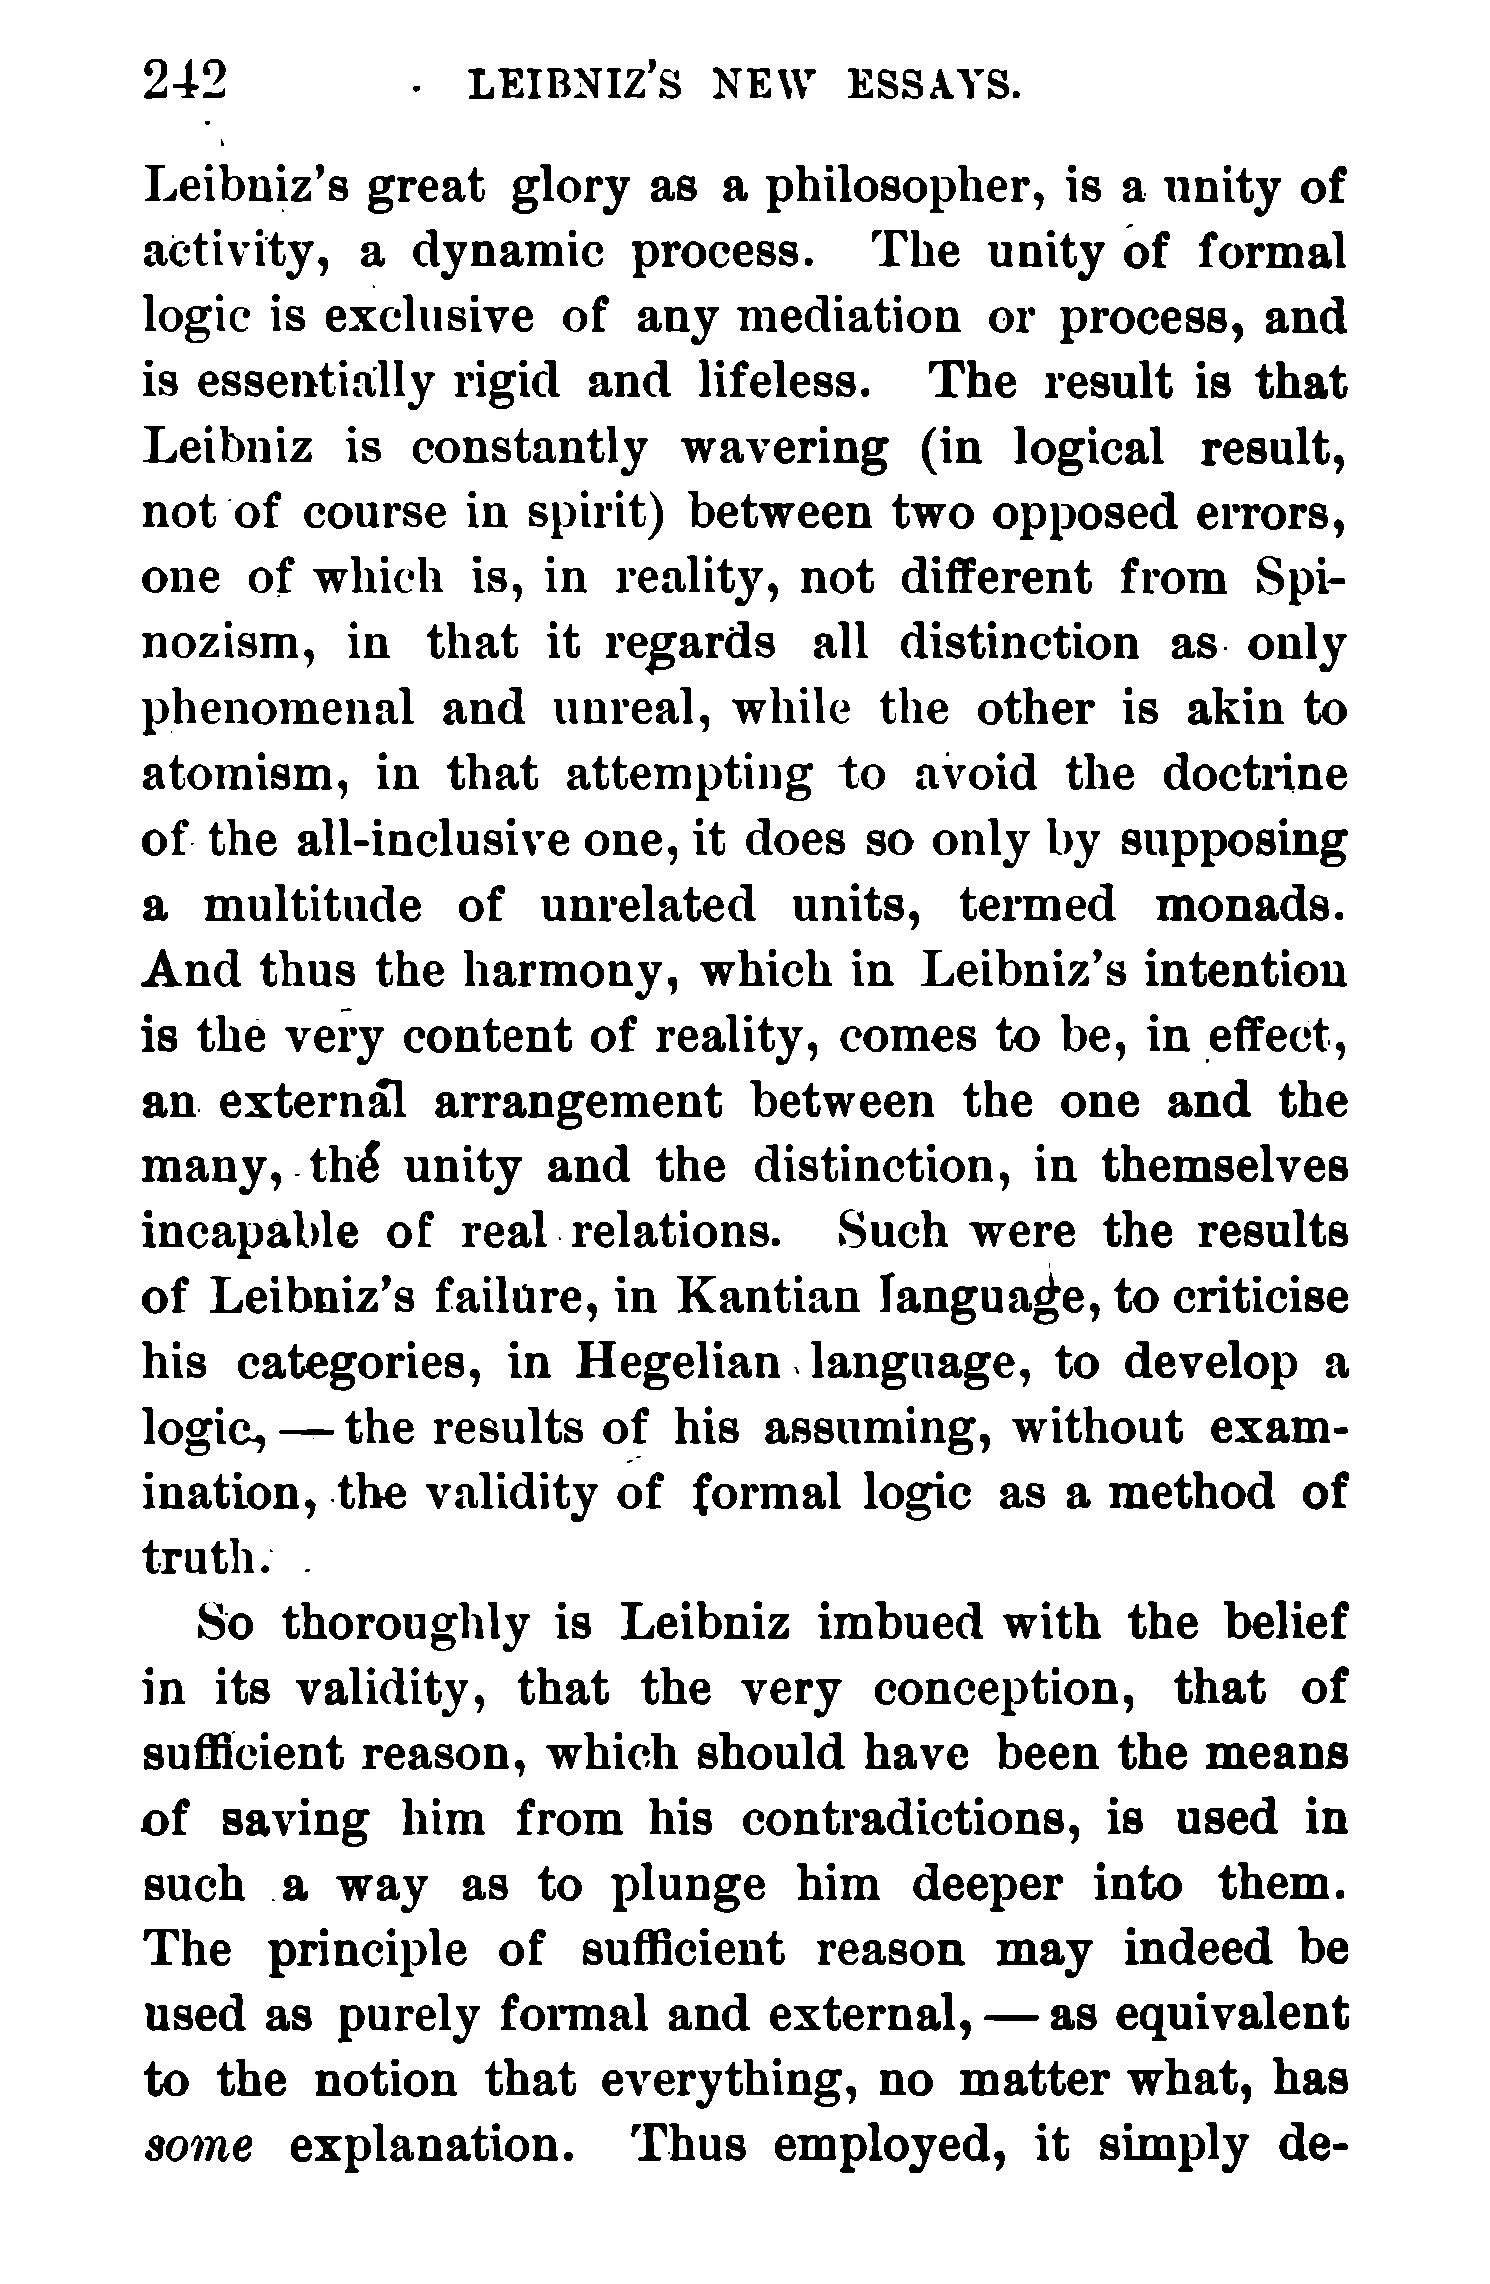 242 LEIBNIZ'S NEW ESSAYS.
Leibniz's great glory as a philosopher, is a unity of
activity, a dynamic process. The unity of formal
logic is exclusive of any mediation or process, and
is essentially rigid and lifeless. The result is that
Leibniz is constantly wavering (in logical result,
not of course in spirit) between two opposed errors,
one of which is, in reality, not different from Spi-
nozism, in that it regards all distinction as only
phenomenal and unreal, while the other is akin to
atomism, in that attempting to avoid the doctrine
of the all-inclusive one, it does so only by supposing
a multitude of unrelated units, termed monads.
And thus the harmony, which in Leibniz's intention
is the very content of reality, comes to be, in effect,
an external arrangement between the one and the
many, the unity and the distinction, in themselves
incapable of real relations. Such were the results
of Leibniz's failure, in Kantian language, to criticise
his categories, in Hegelian language, to develop a
logic, — the results of his assuming, without exam-
ination, the validity of formal logic as a method of
truth.
So thoroughly is Leibniz imbued with the belief
in its validity, that the very conception, that of
sufficient reason, which should have been the means
of saving him from his contradictions, is used in
such a way as to plunge him deeper into them.
The principle of sufficient reason may indeed be
used as purely formal and external, — as equivalent
to the notion that everything, no matter what, has
some explanation. Thus employed, it simply de-